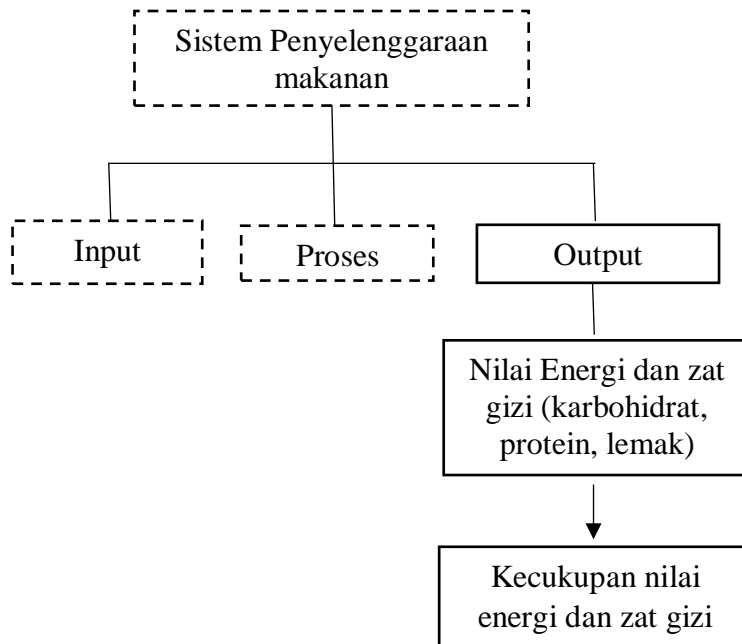 Sistem Penyelenggaraan
makanan
Input
Proses
Output
Nilai Energi dan zat
gizi (karbohidrat,
protein, lemak)
Kecukupan nilai
energi dan zat gizi